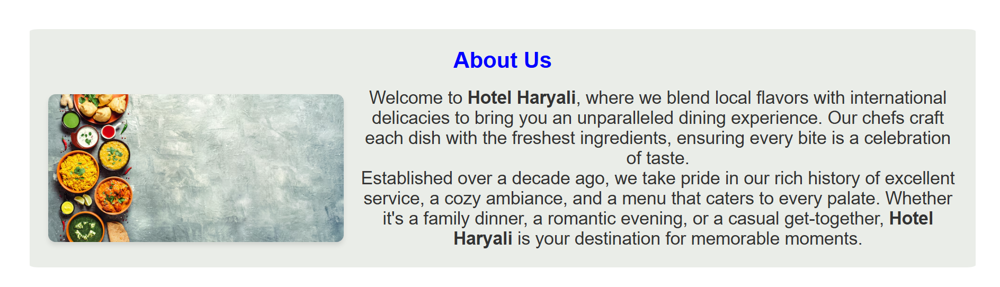 About Us
Welcome to Hotel Haryali, where we blend local flavors with international
delicacies to bring you an unparalleled dining experience. Our chefs craft
each dish with the freshest ingredients, ensuring every bite is a celebration
of taste.
Established over a decade ago, we take pride in our rich history of excellent
service, a cozy ambiance, and a menu that caters to every palate. Whether
it's a family dinner, a romantic evening, or a casual get-together, Hotel
Haryali is your destination for memorable moments.